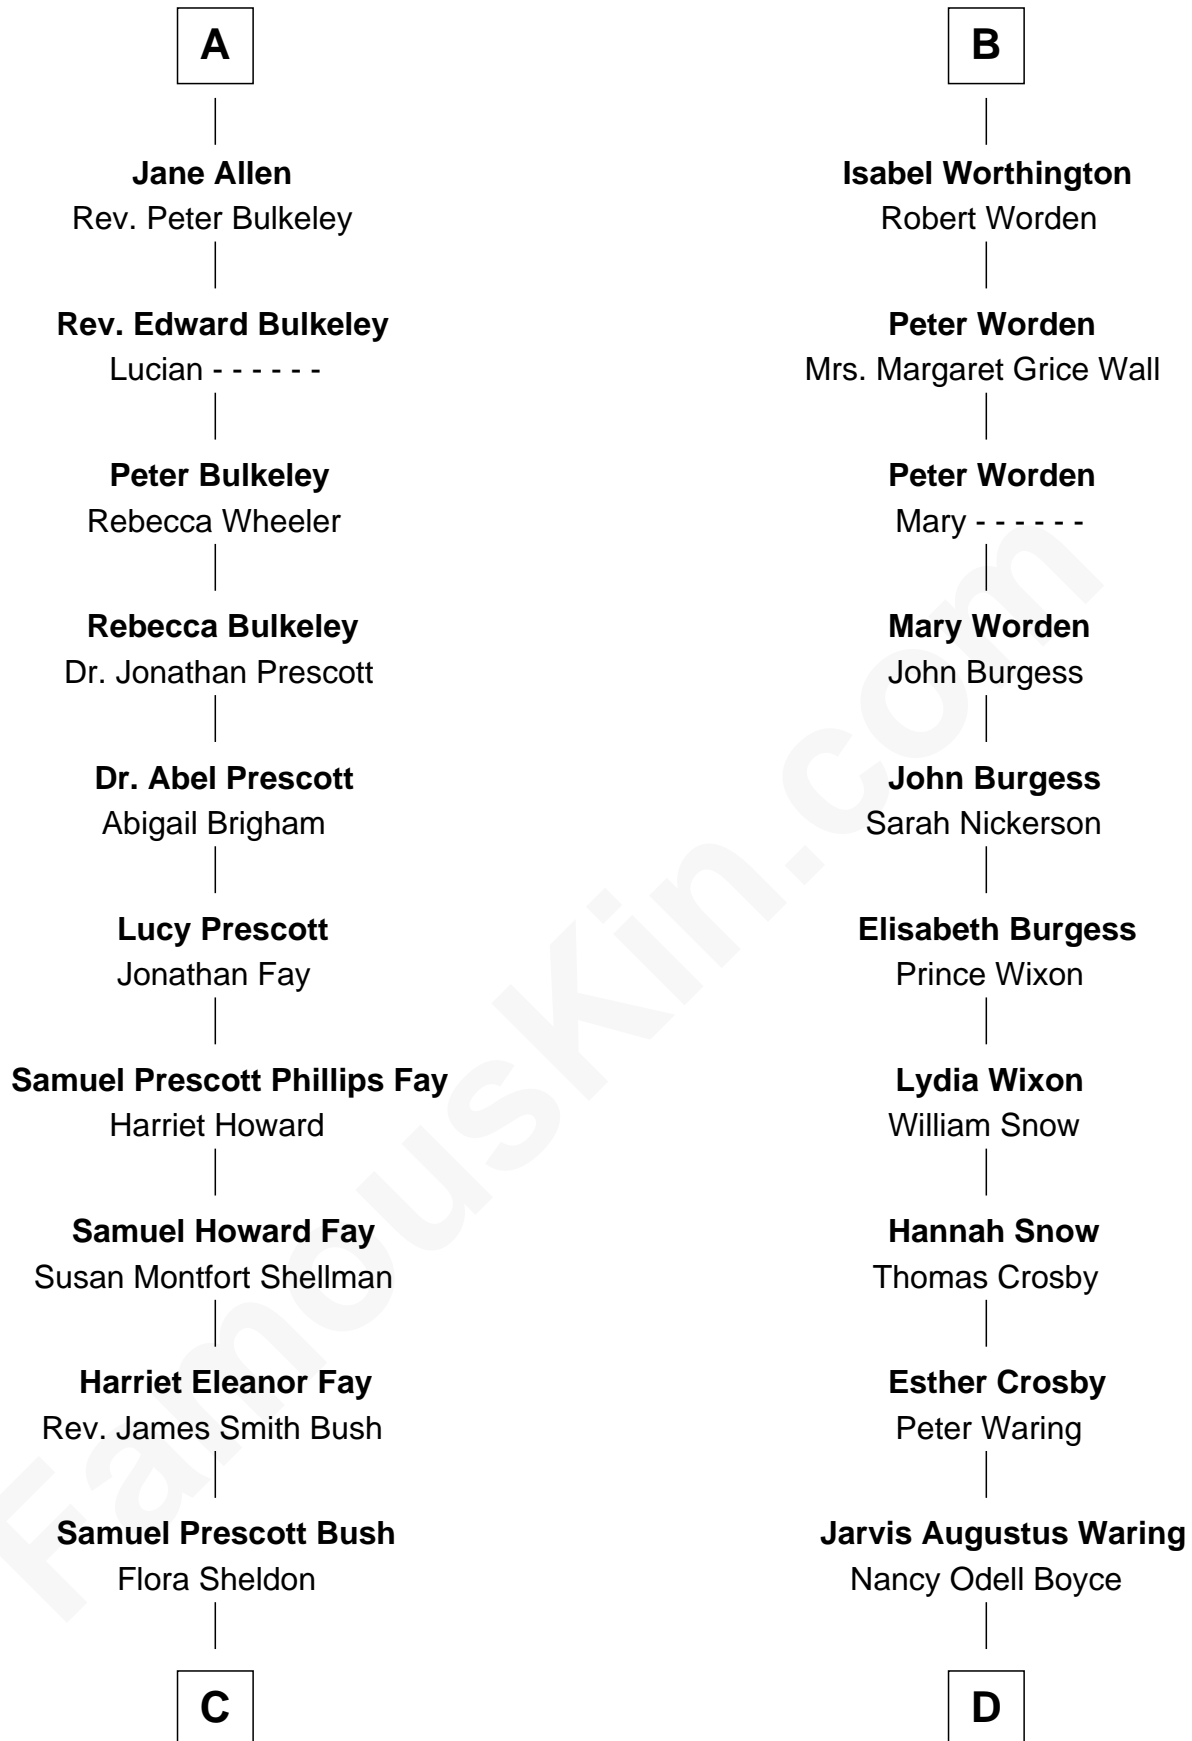 A
Jane Allen
Rev. Peter Bulkeley
Rev. Edward Bulkeley
Lucian - - - - - -
Peter Bulkeley
Rebecca Wheeler
Rebecca Bulkeley
Dr. Jonathan Prescott
Dr. Abel Prescott
Abigail Brigham
Lucy Prescott
Jonathan Fay
Samuel Prescott Phillips Fay
Harriet Howard
Samuel Howard Fay
Susan Montfort Shellman
Harriet Eleanor Fay
Rev. James Smith Bush
Samuel Prescott Bush
Flora Sheldon
C
B
Isabel Worthington
Robert Worden
Peter Worden
Mrs. Margaret Grice Wall
Peter Worden
Mary - - - - - -
Mary Worden
John Burgess
John Burgess
Sarah Nickerson
Elisabeth Burgess
Prince Wixon
Lydia Wixon
William Snow
Hannah Snow
Thomas Crosby
Esther Crosby
Peter Waring
Jarvis Augustus Waring
Nancy Odell Boyce
D
FamousKin.com